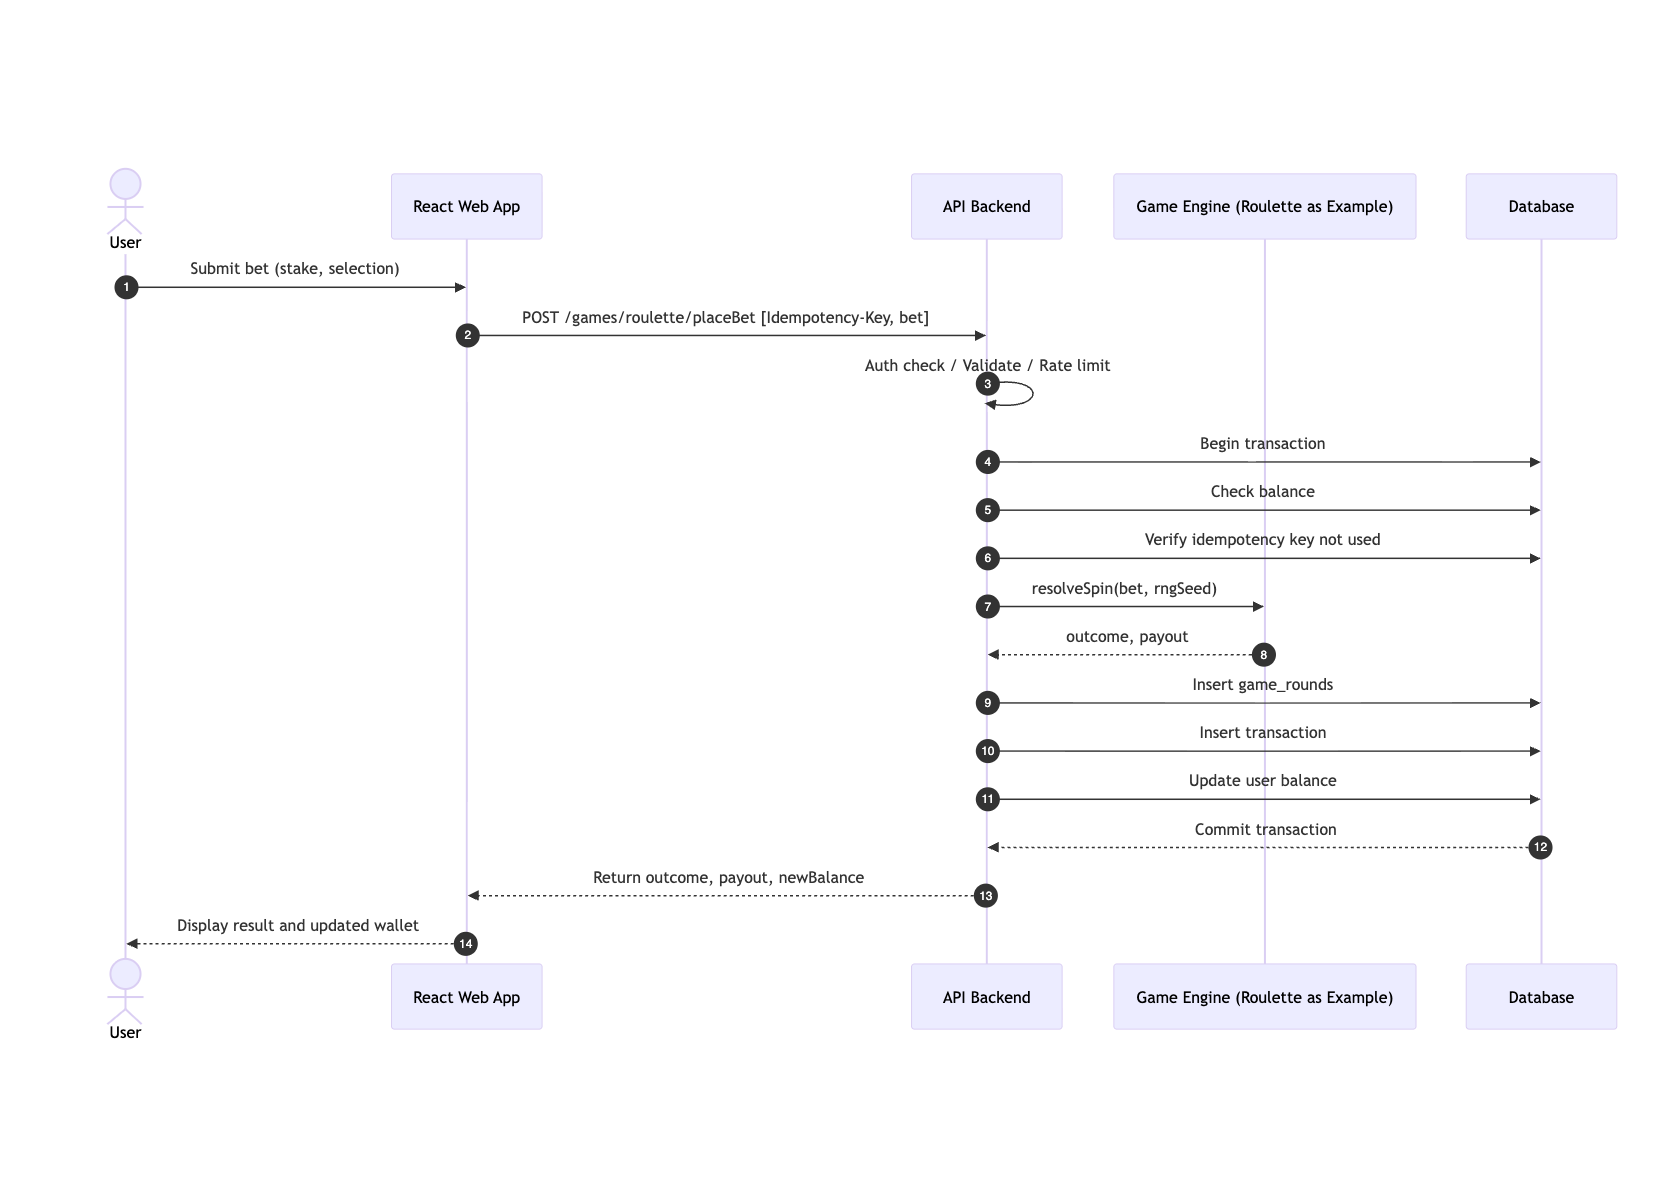 User
React Web App
API Backend
Game Engine (Roulette as Example)
Database
Submit bet (stake, selection)
1
POST /games/roulette/placeBet [Idempotency-Key, bet]
2
Auth check / Validate / Rate limit
3
Begin transaction
4
Check balance
5
Verify idempotency key not used
6
resolveSpin(bet, rngSeed)
7
outcome, payout
8
Insert game_rounds
9
Insert transaction
10
Update user balance
11
Commit transaction
12
Return outcome, payout, newBalance
13
Display result and updated wallet
14
User
React Web App
API Backend
Game Engine (Roulette as Example)
Database